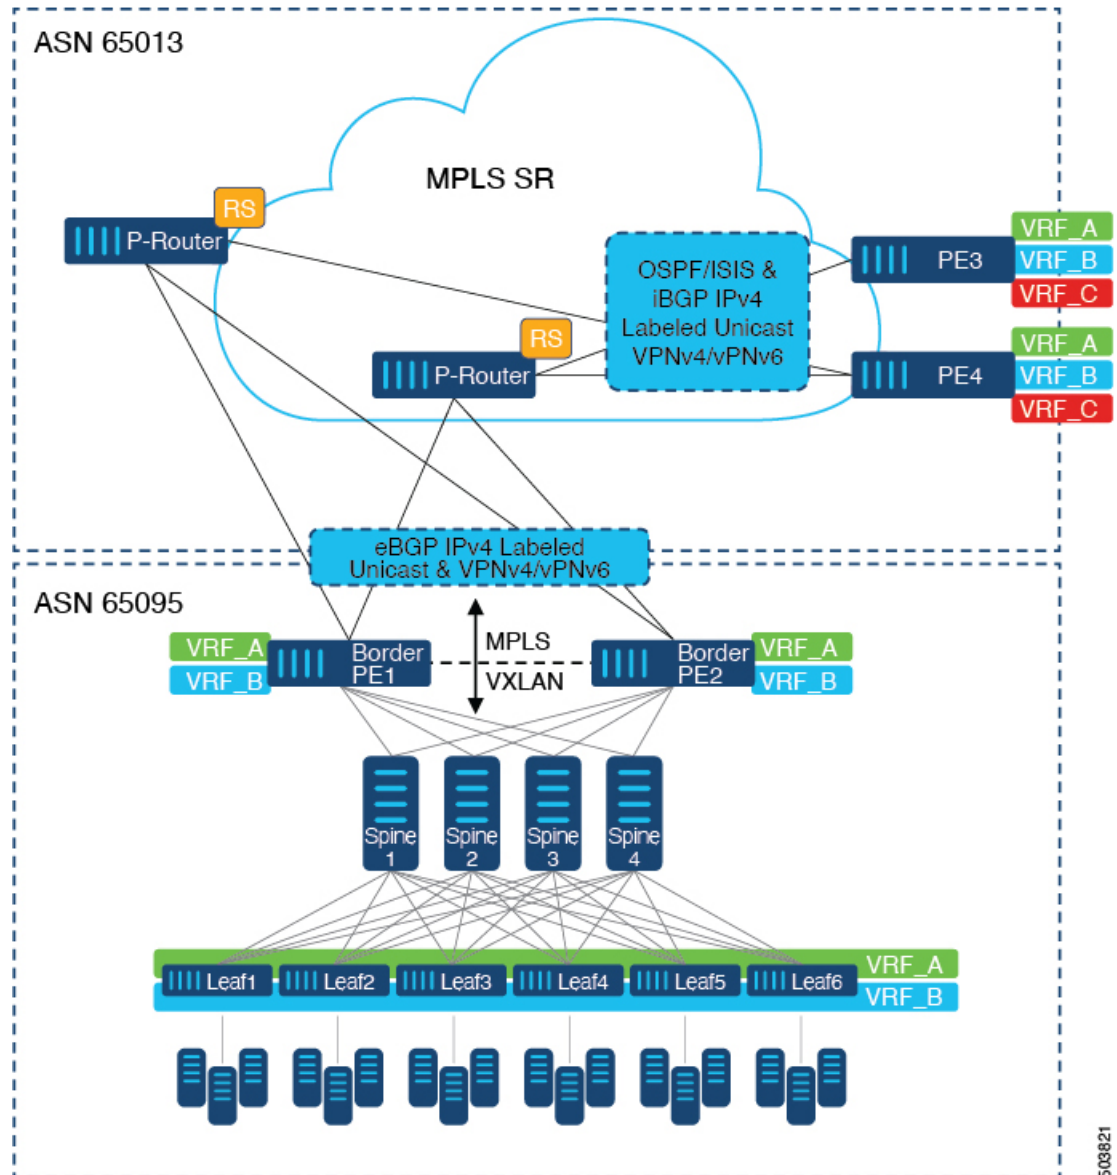 ASN 65013
MPLS SR
RS
P-Router
OSPF/ISIS &
iBGP IPv4
Labeled Unicast
VPNv4/vPNv6
PE3
VRF_A
VRF_B
VRF_C
RS
P-Router
PE4
VRF_A
VRF_B
VRF_C
eBGP IPv4 Labeled
Unicast & VPNv4/vPNv6
ASN 65095
VRF_A
VRF_B
Border
PE1
MPLS
VXLAN
Border
PE2
VRF_A
VRF_B
Spine
1
Spine
2
Spine
3
Spine
4
Leaf1
Leaf2
Leaf3
Leaf4
Leaf5
Leaf6
VRF_A
VRF_B
503821